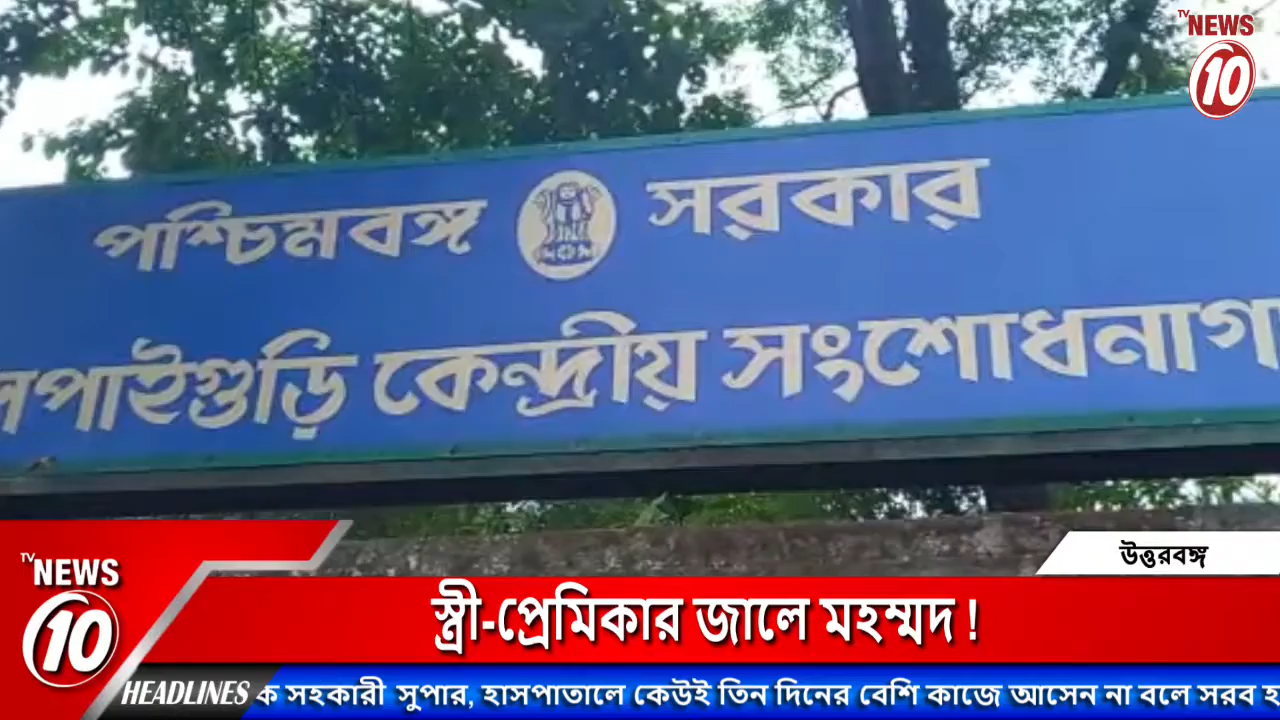 TV NEWS 10
পশ্চিমবঙ্গ সরকার
লপাইগুড়ি কেন্দ্রীয় সংশোধনাগ
উত্তরবঙ্গ
TV NEWS 10
স্ত্রী-প্রেমিকার জালে মহম্মদ !
HEADLINES
ক সহকারী সুপার, হাসপাতালে কেউই তিন দিনের বেশি কাজে আসেন না বলে সরব হ